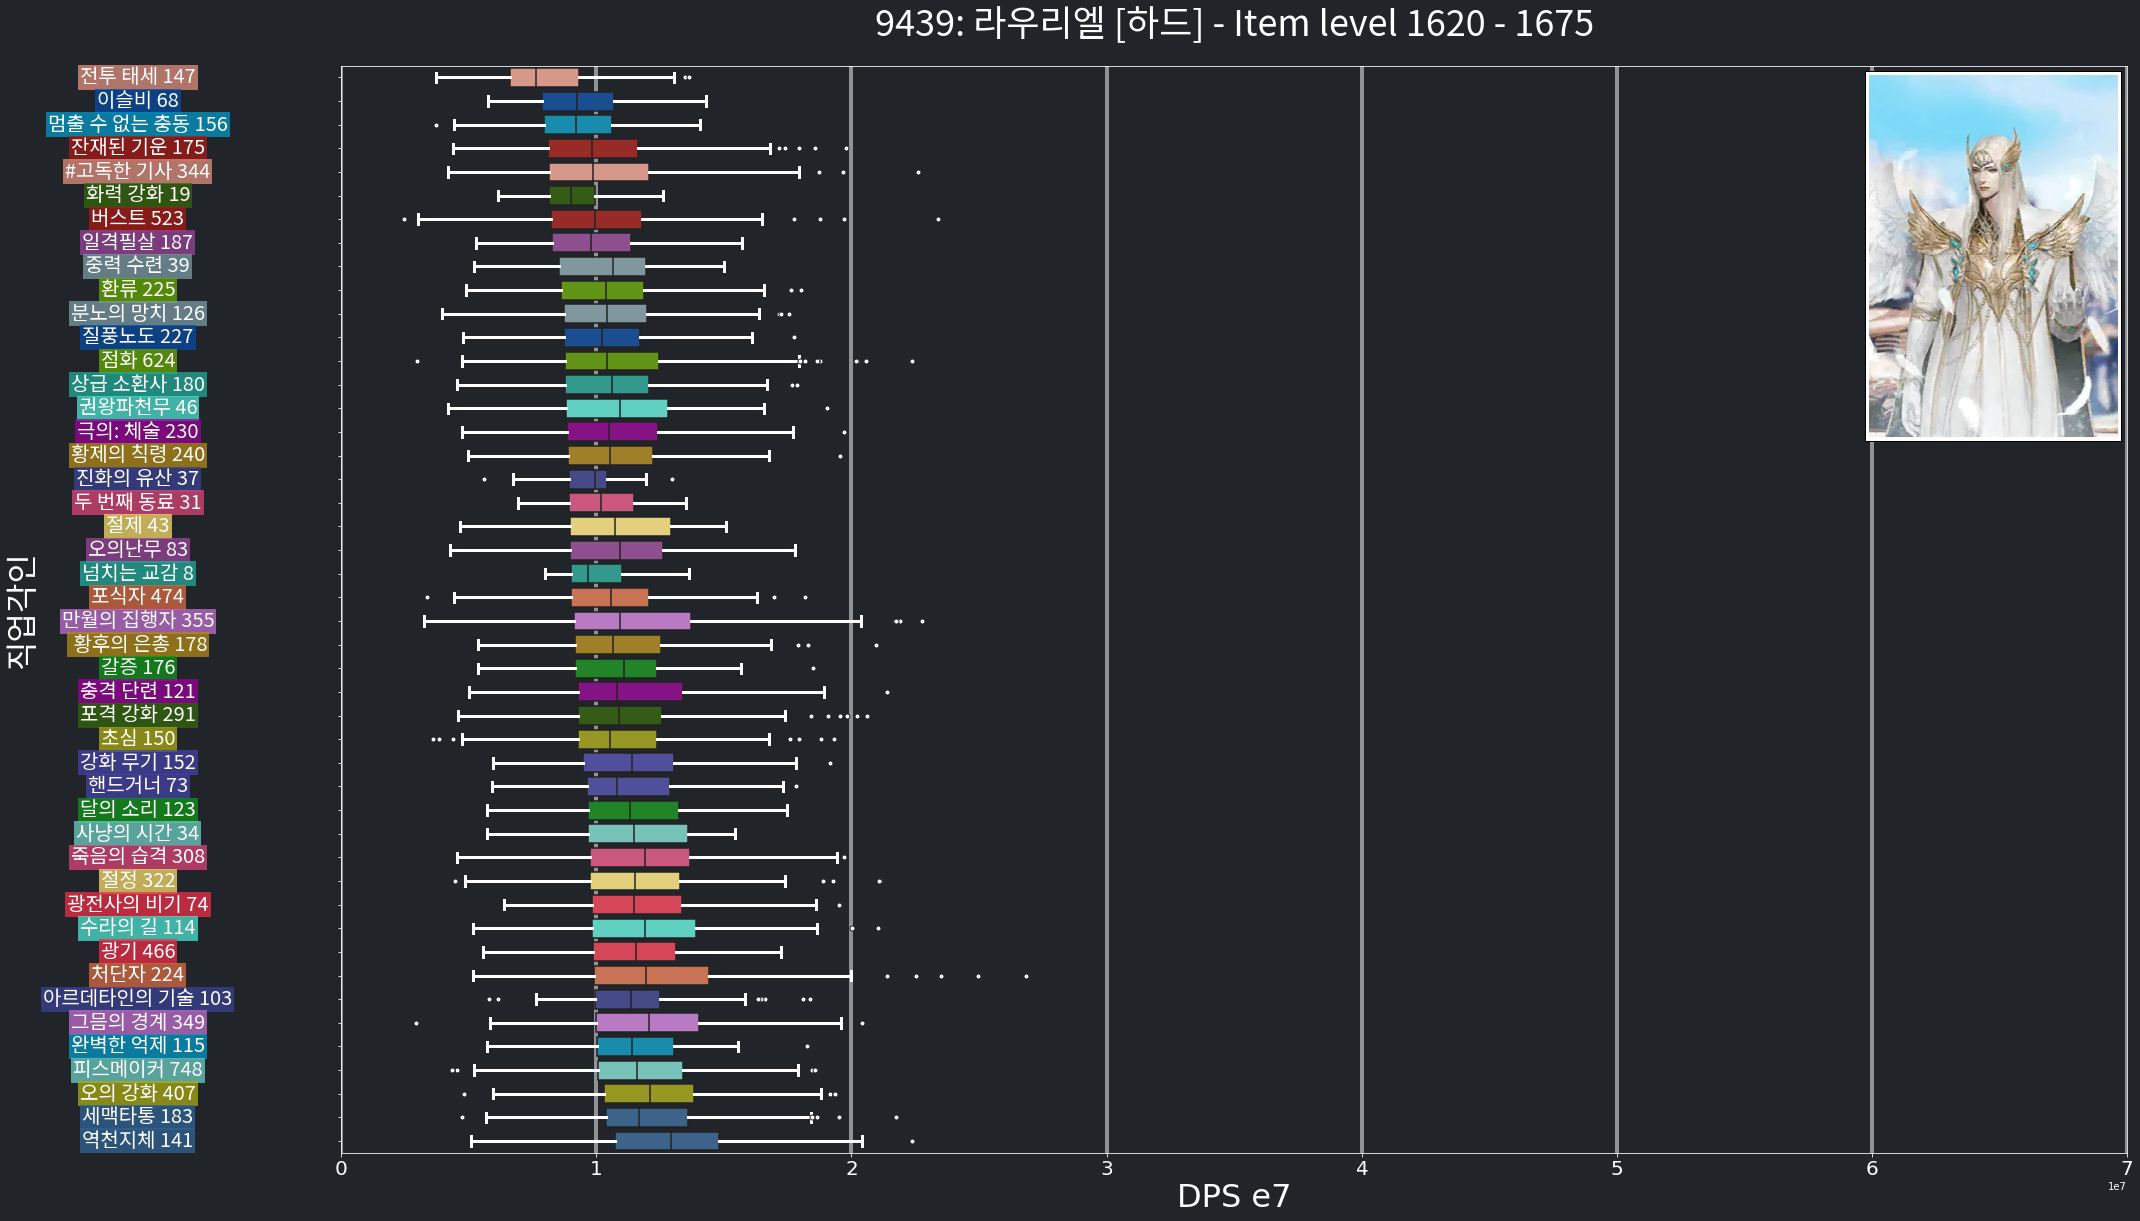 9439: 라우리엘 [하드] - Item level 1620 - 1675
전투 태세 147
이슬비 68
멈출 수 없는 충동 156
잔재된 기운 175
#고독한 기사 344
화력 강화 19
버스트 523
일격필살 187
중력 수련 39
환류 225
분노의 망치 126
질풍노도 227
점화 624
상급 소환사 180
권왕파천무 46
극의: 체술 230
황제의 칙령 240
진화의 유산 37
두 번째 동료 31
절제 43
오의난무 83
넘치는 교감 8
포식자 474
만월의 집행자 355
황후의 은총 178
갈증 176
충격 단련 121
포격 강화 291
초심 150
강화 무기 152
핸드거너 73
달의 소리 123
사냥의 시간 34
죽음의 습격 308
절정 322
광전사의 비기 74
수라의 길 114
광기 466
처단자 224
아르데타인의 기술 103
그믐의 경계 349
완벽한 억제 115
피스메이커 748
오의 강화 407
세맥타통 183
역천지체 141
직업각인
0 1 2 3 4 5 6 7
DPS e7
1e7